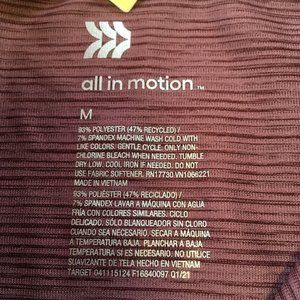 all in motion™
M
93% POLYESTER (47% RECYCLED) /
7% SPANDEX MACHINE WASH COLD WITH
LIKE COLORS. GENTLE CYCLE. ONLY NON-
CHLORINE BLEACH WHEN NEEDED. TUMBLE
DRY LOW. COOL IRON IF NEEDED. DO NOT
USE FABRIC SOFTENER. RN17730.VN1066221
MADE IN VIETNAM
93% POLIÉSTER (47% RECICLADO) /
7% SPANDEX LAVAR A MÁQUINA CON AGUA
FRÍA CON COLORES SIMILARES. CICLO
DELICADO. SÓLO BLANQUEADOR SIN CLORO
CUANDO SEA NECESARIO. SECAR A MÁQUINA
A TEMPERATURA BAJA. PLANCHAR A BAJA
TEMPERATURA SI ES NECESARIO. NO UTILICE
SUAVIZANTE DE TELA HECHO EN VIETNAM
TARGET 041115124 F16840097 Q1/21